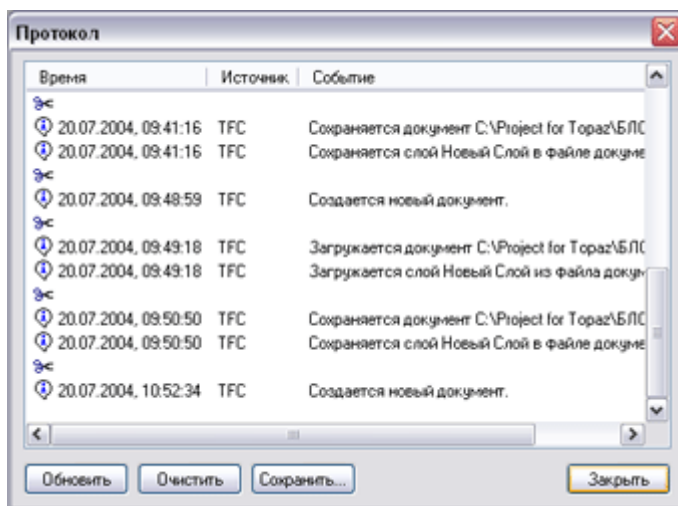 Протокол
Время Источник Событие
20.07.2004, 09:41:16 TFC Сохраняется документ C:\Project for Topaz\БЛО
20.07.2004, 09:41:16 TFC Сохраняется слой Новый Слой в файле докуме
20.07.2004, 09:48:59 TFC Создается новый документ.
20.07.2004, 09:49:18 TFC Загружается документ C:\Project for Topaz\БЛО
20.07.2004, 09:49:18 TFC Загружается слой Новый Слой из файла докум
20.07.2004, 09:50:50 TFC Сохраняется документ C:\Project for Topaz\БЛО
20.07.2004, 09:50:50 TFC Сохраняется слой Новый Слой в файле докуме
20.07.2004, 10:52:34 TFC Создается новый документ.
Обновить Очистить Сохранить... Закрыть